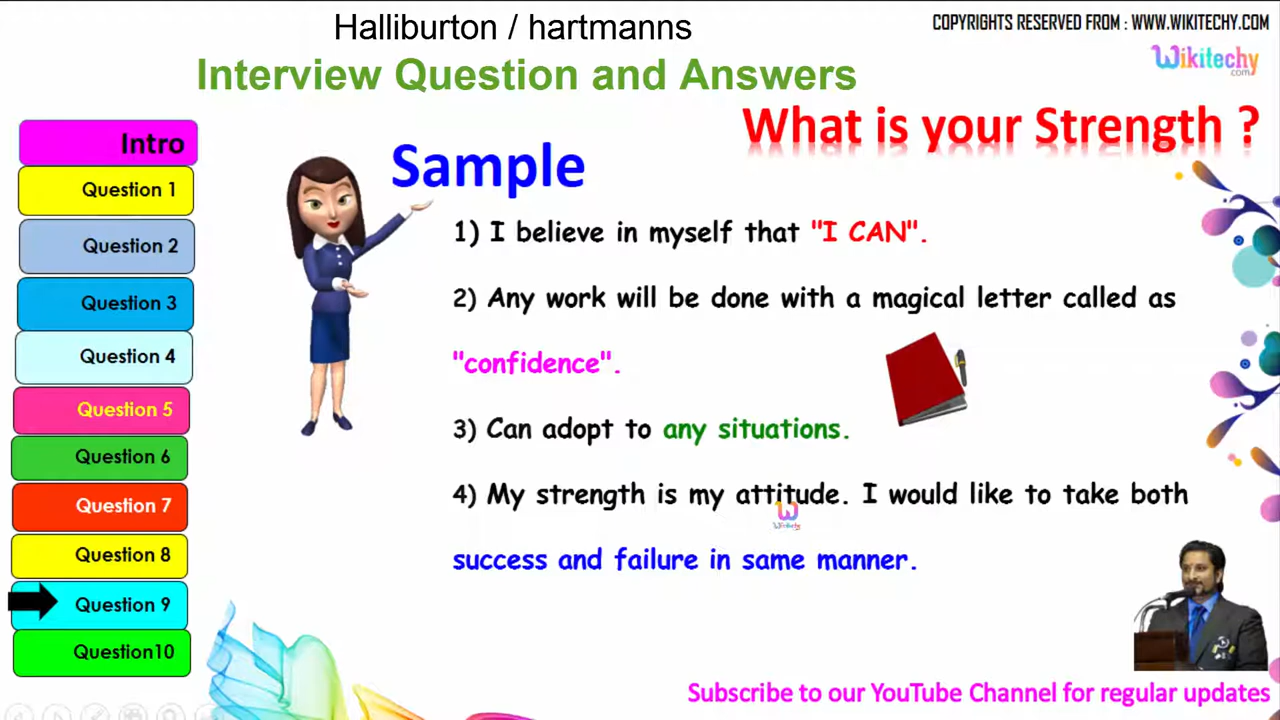 Halliburton / hartmanns
COPYRIGHTS RESERVED FROM : WWW.WIKITECHY.COM
Interview Question and Answers
Wikitechy
.com
What is your Strength ?
Intro
Question 1
Question 2
Question 3
Question 4
Question 5
Question 6
Question 7
Question 8
Question 9
Question10
Sample
1) I believe in myself that "I CAN".
2) Any work will be done with a magical letter called as
"confidence".
3) Can adopt to any situations.
4) My strength is my attitude. I would like to take both
W
Wikitechy
success and failure in same manner.
Subscribe to our YouTube Channel for regular updates